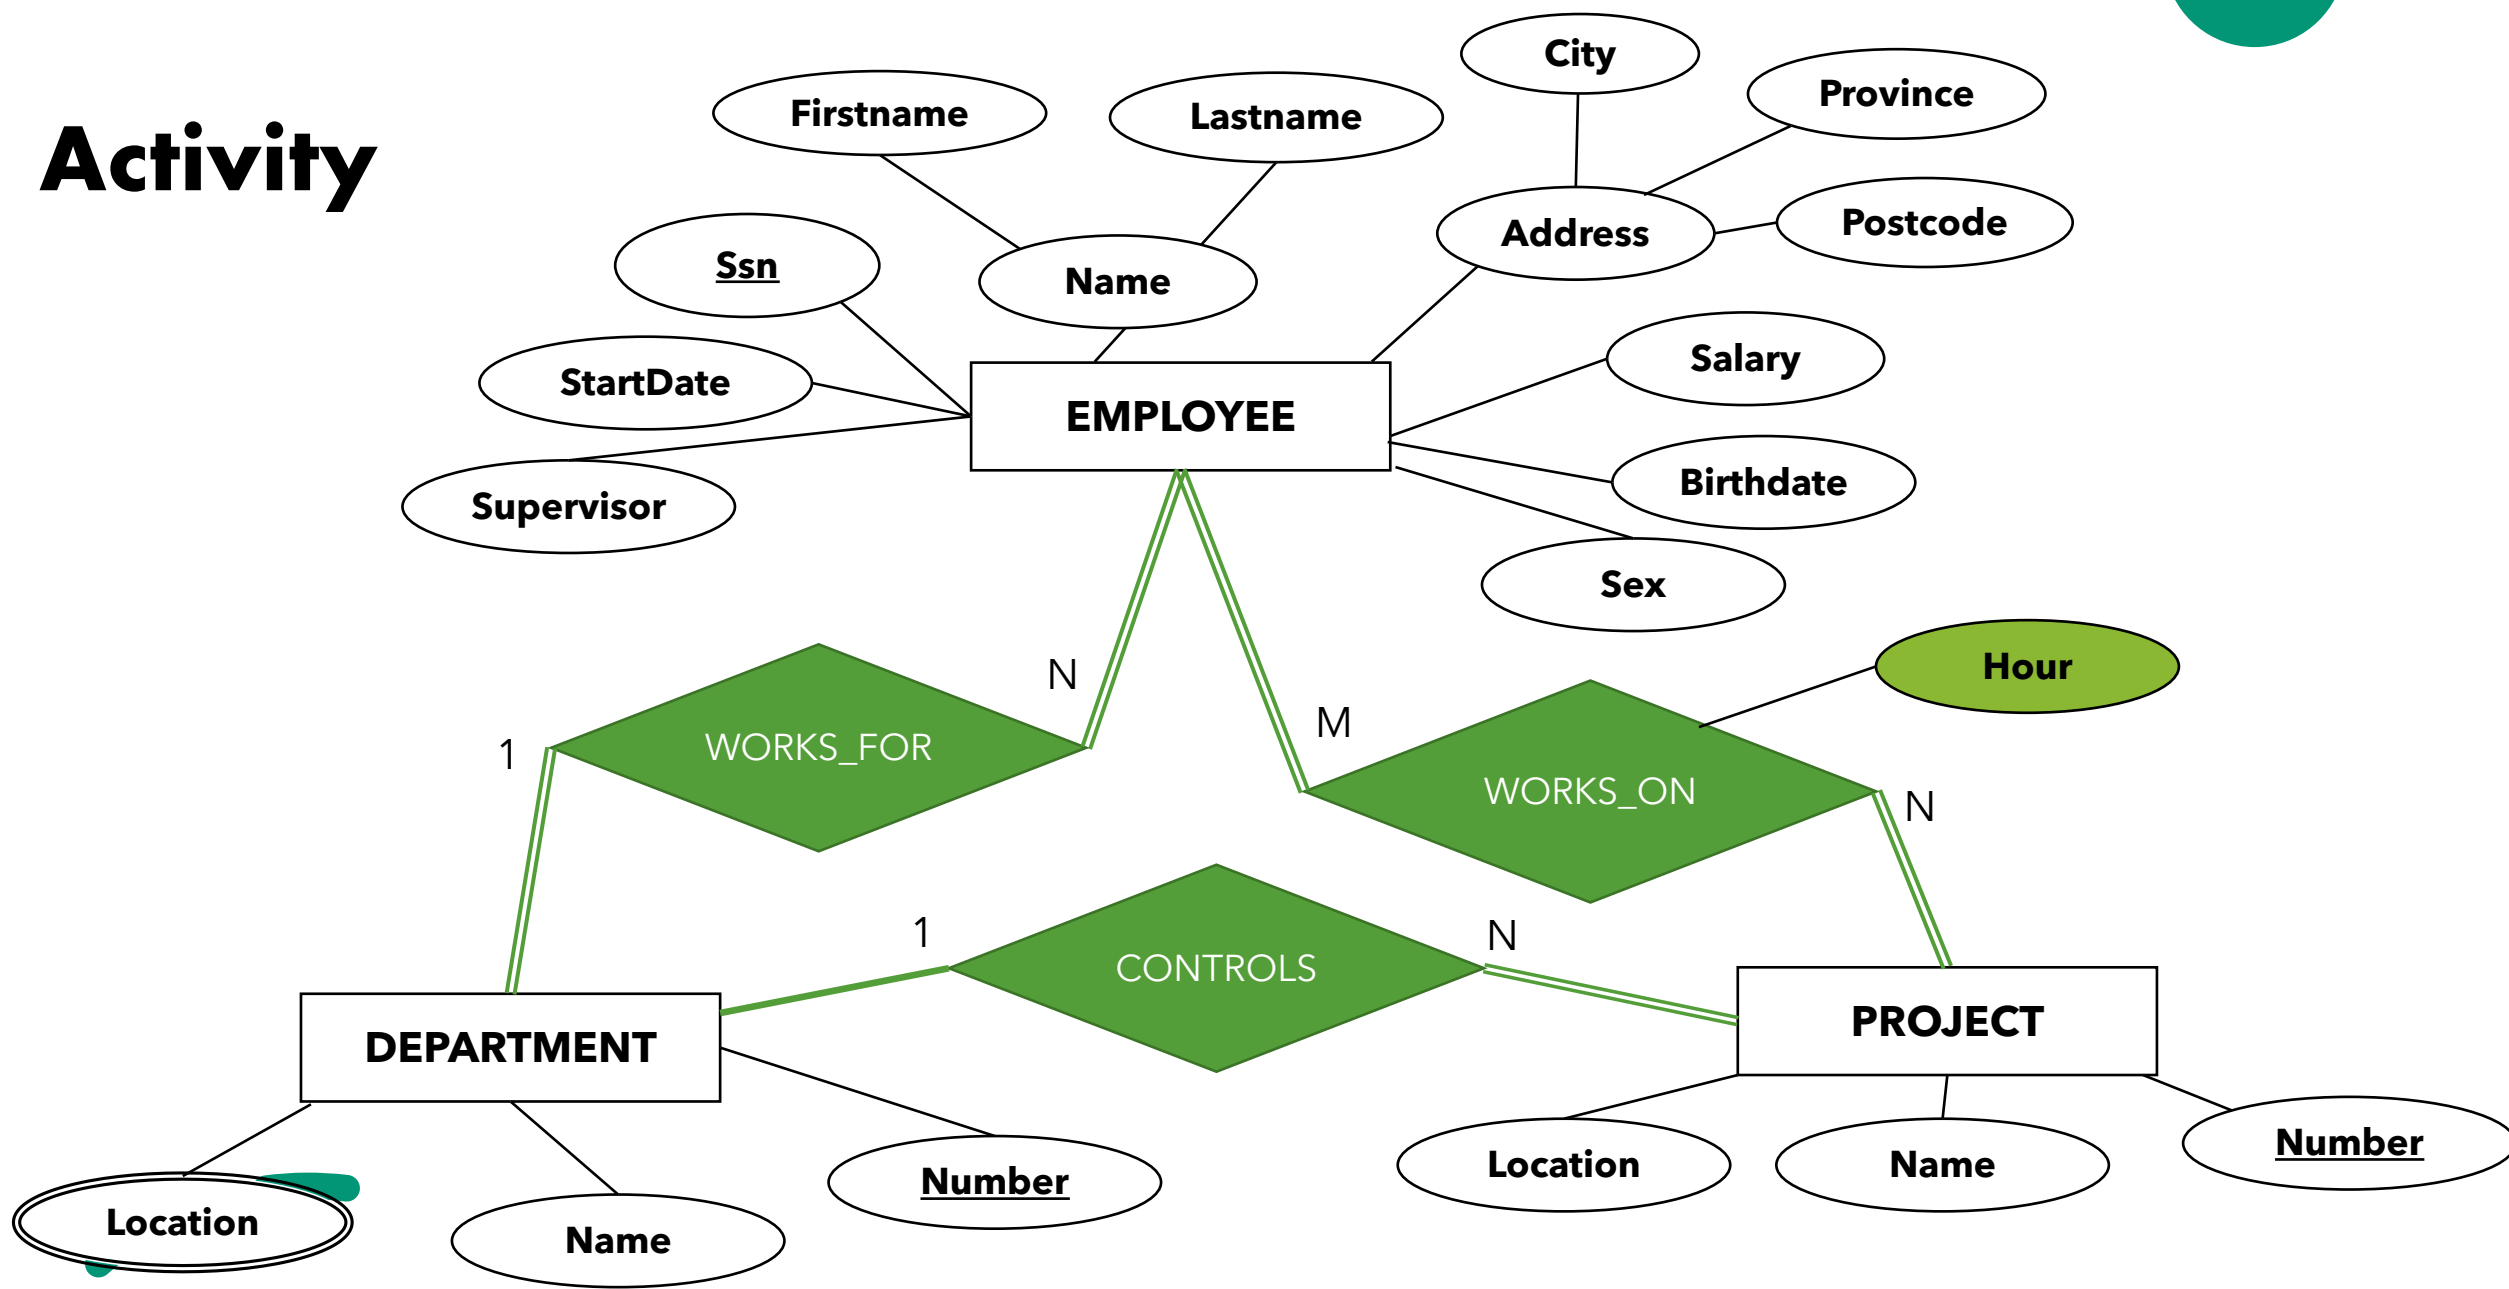 Activity
City
Province
Firstname
Lastname
Postcode
Address
Ssn
Name
Salary
StartDate
EMPLOYEE
Birthdate
Supervisor
Sex
Hour
N
M
WORKS_FOR
1
WORKS_ON
N
1
N
CONTROLS
PROJECT
DEPARTMENT
Number
Location
Name
Number
Location
Name